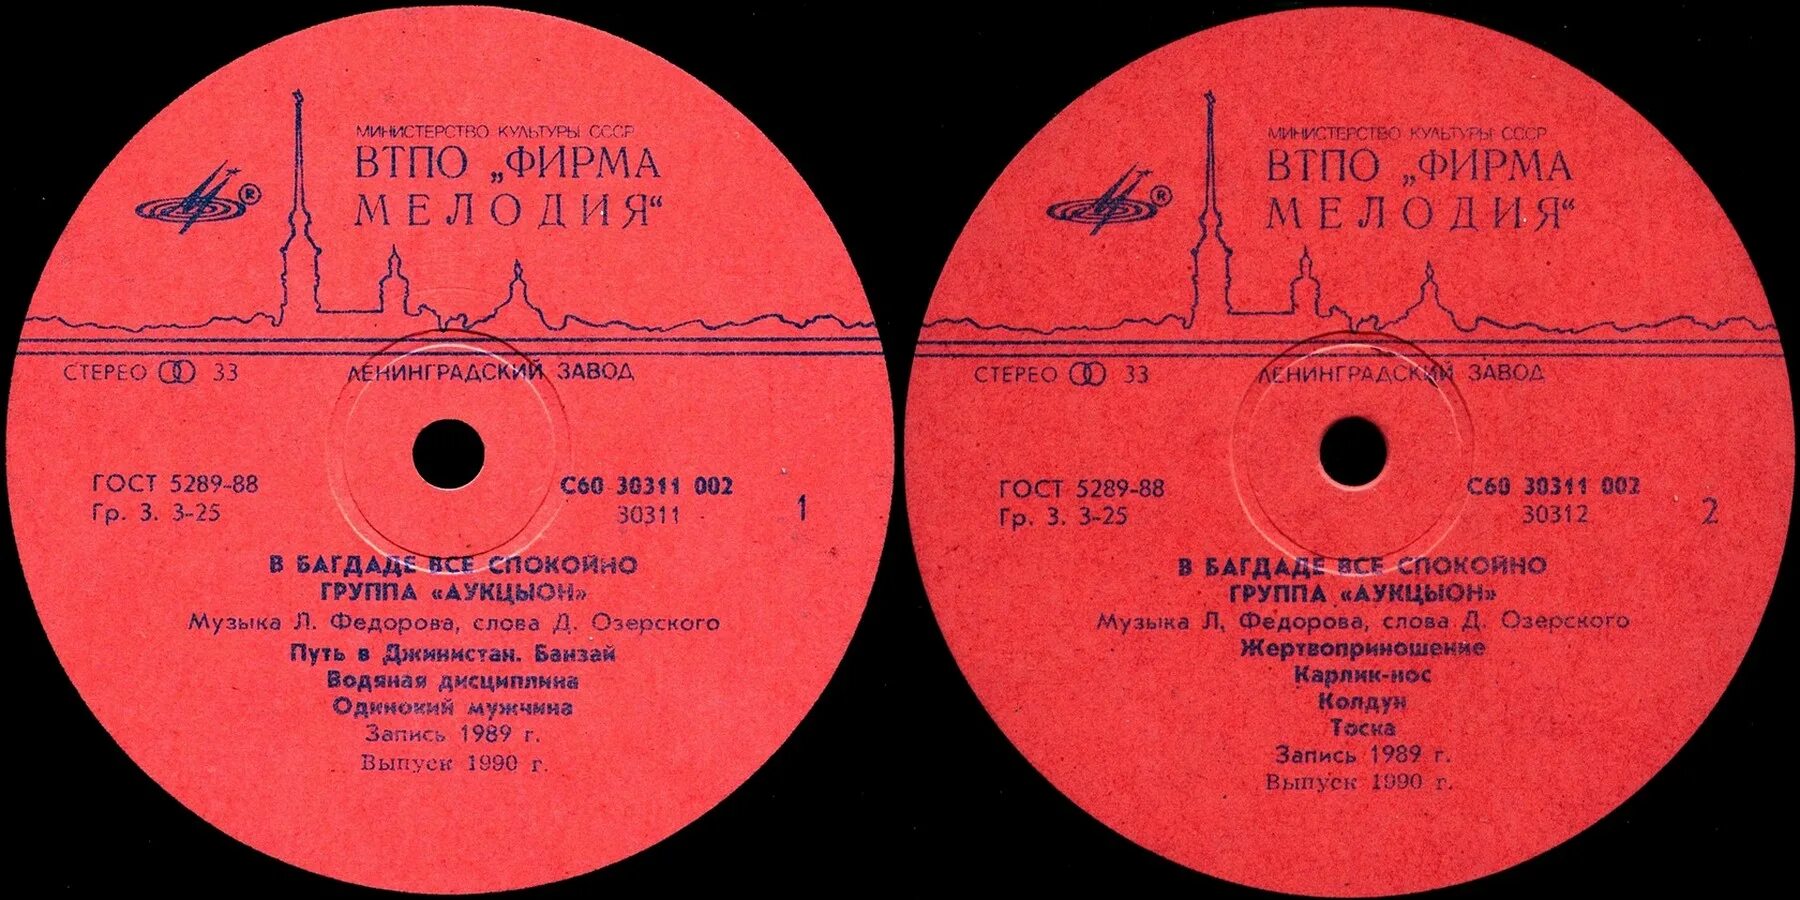 МИНИСТЕРСТВО КУЛЬТУРЫ СССР
ВТПО „ФИРМА
МЕЛОДИЯ“
®
СТЕРЕО 33
ЛЕНИНГРАДСКИЙ ЗАВОД
ГОСТ 5289-88
Гр. 3. 3-25
С60 30311 002
30311
1
В БАГДАДЕ ВСЕ СПОКОЙНО
ГРУППА «АУКЦЫОН»
Музыка Л. Федорова, слова Д. Озерского
Путь в Джинистан. Банзай
Водяная дисциплина
Одинокий мужчина
Запись 1989 г.
Выпуск 1990 г.
МИНИСТЕРСТВО КУЛЬТУРЫ СССР
ВТПО „ФИРМА
МЕЛОДИЯ“
®
СТЕРЕО 33
ЛЕНИНГРАДСКИЙ ЗАВОД
ГОСТ 5289-88
Гр. 3. 3-25
С60 30311 002
30312
2
В БАГДАДЕ ВСЕ СПОКОЙНО
ГРУППА «АУКЦЫОН»
Музыка Л. Федорова, слова Д. Озерского
Жертвоприношение
Карлик-нос
Колдун
Тоска
Запись 1989 г.
Выпуск 1990 г.